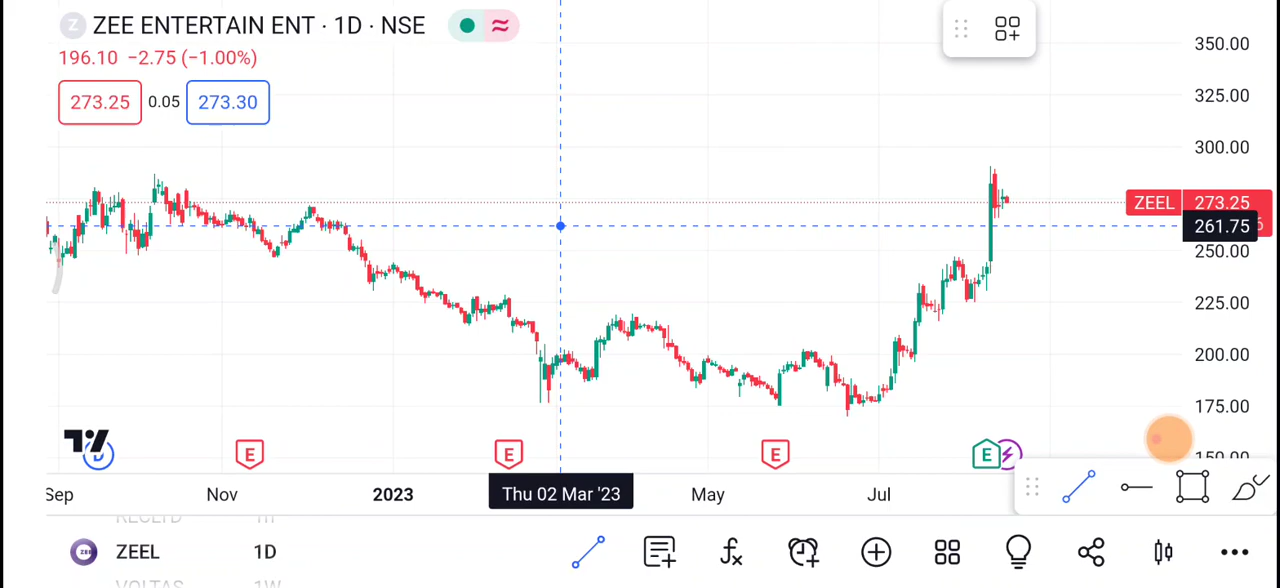 Z ZEE ENTERTAIN ENT · 1D · NSE
196.10 −2.75 (−1.00%)
273.25 0.05 273.30
350.00
325.00
300.00
ZEEL 273.25
261.75
250.00
225.00
200.00
175.00
150.00
E E E E
Sep Nov 2023 Thu 02 Mar '23 May Jul
ZEEL 1D
VOLTAS 1W